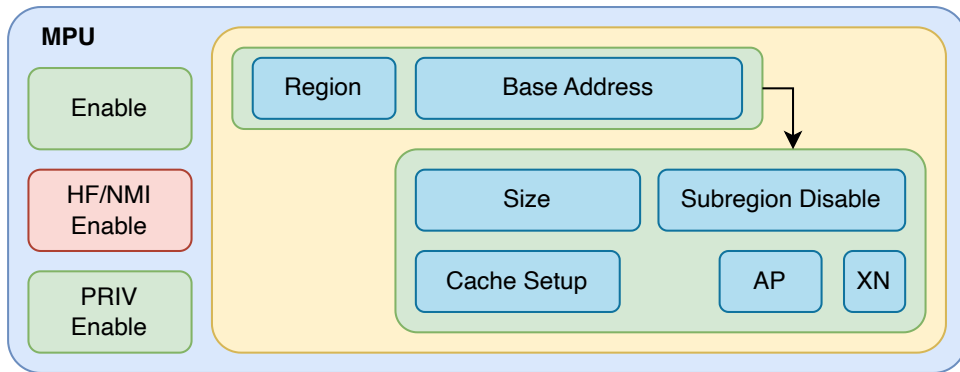 MPU
Enable
HF/NMI
Enable
PRIV
Enable
Region
Base Address
Size
Subregion Disable
Cache Setup
AP
XN